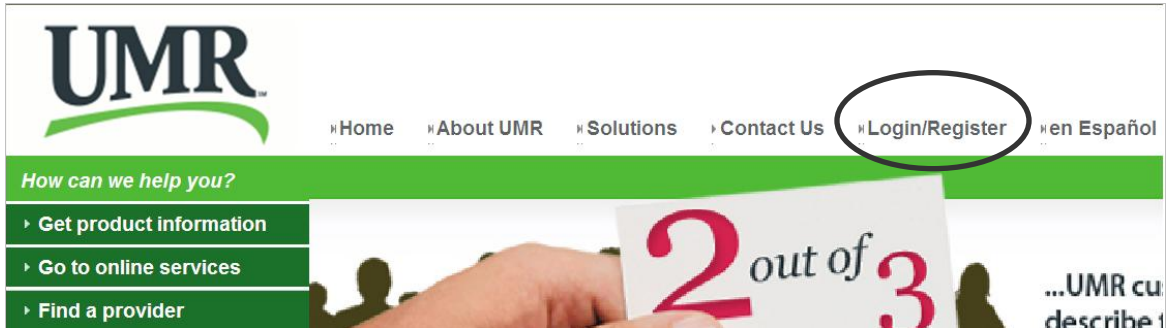 UMR
Home About UMR Solutions Contact Us Login/Register en Español
How can we help you?
Get product information
Go to online services
Find a provider
2 out of 3
...UMR
describe